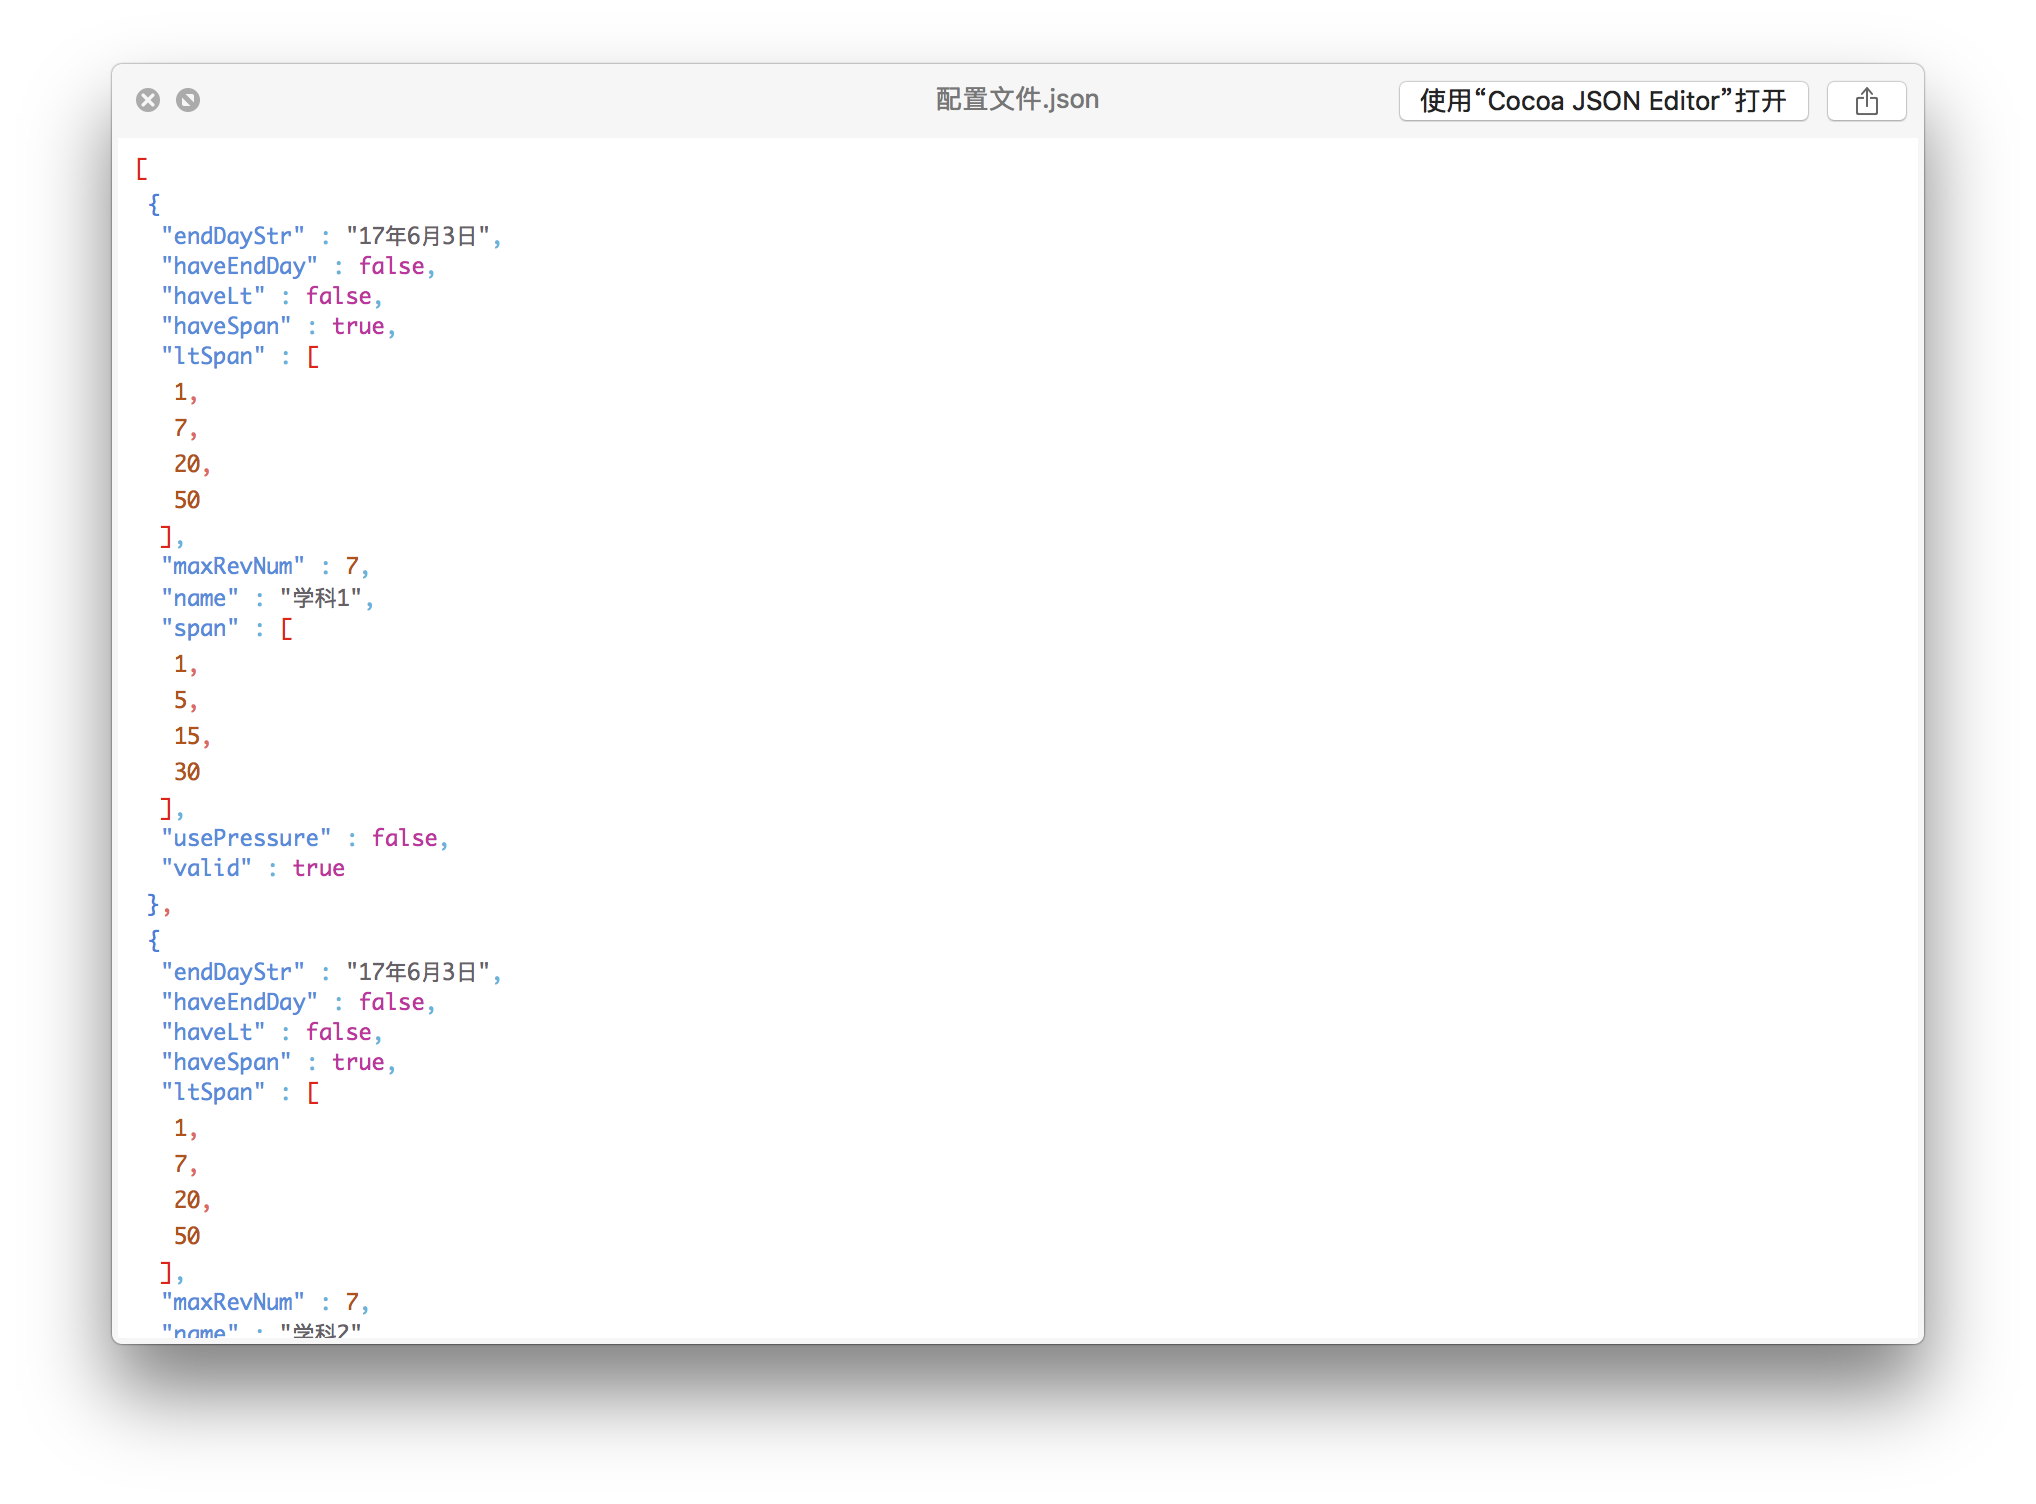 配置文件.json
使用“Cocoa JSON Editor”打开
[
{
"endDayStr" : "17年6月3日",
"haveEndDay" : false,
"haveLt" : false,
"haveSpan" : true,
"ltSpan" : [
1,
7,
20,
50
],
"maxRevNum" : 7,
"name" : "学科1",
"span" : [
1,
5,
15,
30
],
"usePressure" : false,
"valid" : true
},
{
"endDayStr" : "17年6月3日",
"haveEndDay" : false,
"haveLt" : false,
"haveSpan" : true,
"ltSpan" : [
1,
7,
20,
50
],
"maxRevNum" : 7,
"name" : "学科2"